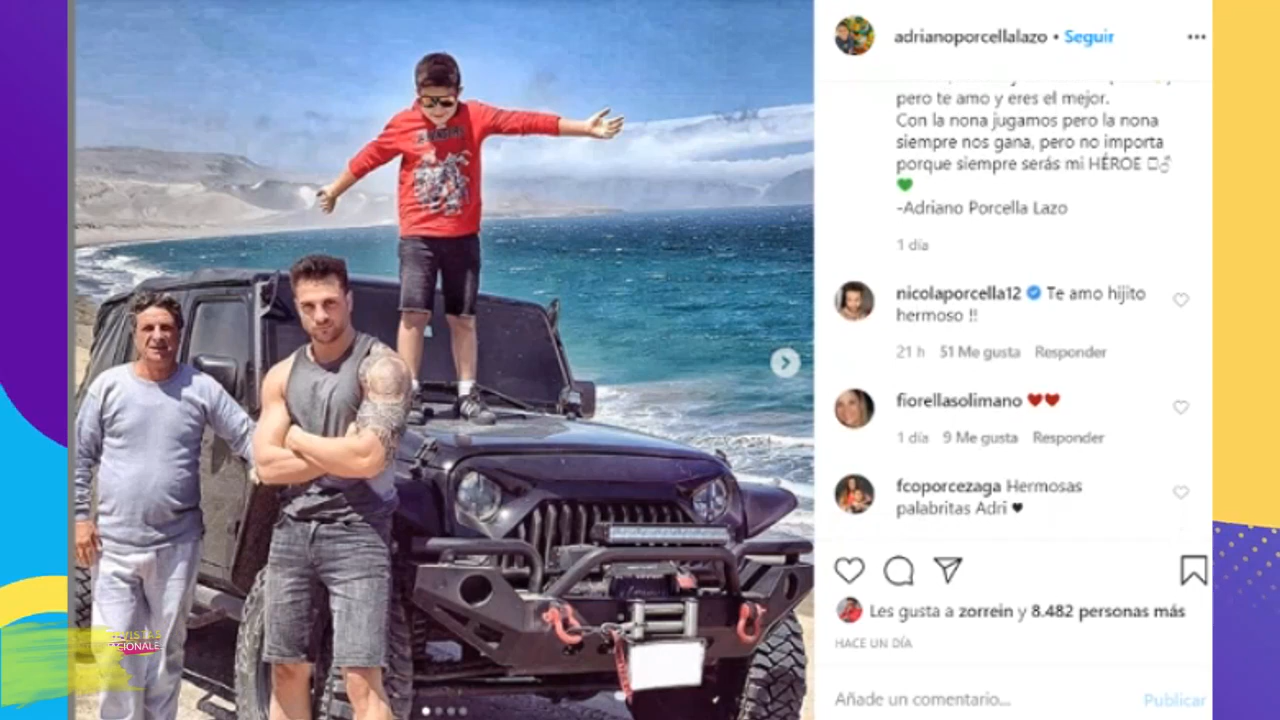 adrianoporcellalazo • Seguir
pero te amo y eres el mejor.
Con la nona jugamos pero la nona
siempre nos gana, pero no importa
porque siempre serás mi HÉROE
-Adriano Porcella Lazo
1 día
nicolaporcella12 Te amo hijito
hermoso !!
21 h 51 Me gusta Responder
fiorellasolimano
1 día 9 Me gusta Responder
fcoporcezaga Hermosas
palabritas Adri
Les gusta a zorrein y 8.482 personas más
HACE UN DÍA
Añade un comentario... Publicar